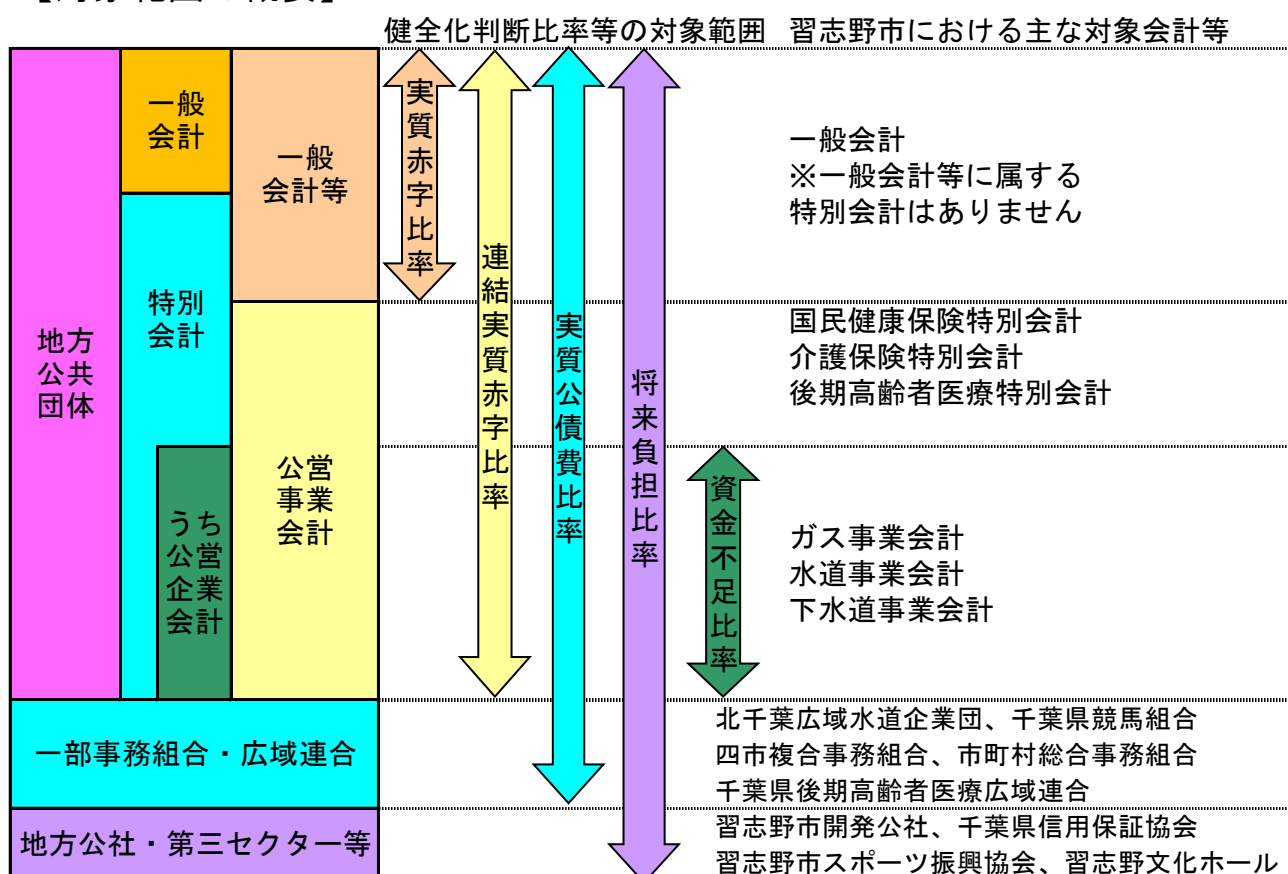 健全化判断比率等の対象範囲 習志野市における主な対象会計等
地方
公共
団体
一般
会計
特別
会計
うち
公営
企業
会計
一般
会計等
公営
事業
会計
実質赤字比率
連結実質赤字比率
実質公債費比率
将来負担比率
資金不足比率
一般会計
※一般会計等に属する
特別会計はありません
国民健康保険特別会計
介護保険特別会計
後期高齢者医療特別会計
ガス事業会計
水道事業会計
下水道事業会計
一部事務組合・広域連合
北千葉広域水道企業団、千葉県競馬組合
四市複合事務組合、市町村総合事務組合
千葉県後期高齢者医療広域連合
地方公社・第三セクター等
習志野市開発公社、千葉県信用保証協会
習志野市スポーツ振興協会、習志野文化ホール